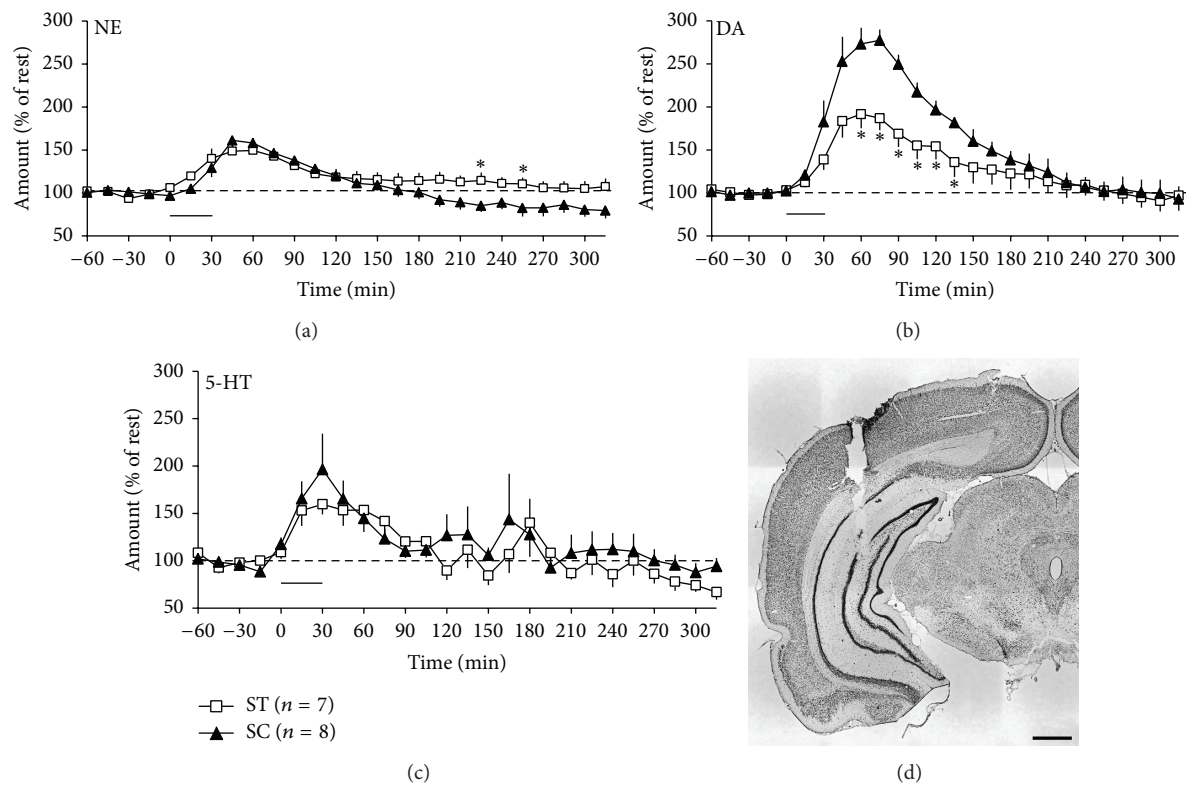 300
NE
250
200
150
100
50
* *
−60 −30 0 30 60 90 120 150 180 210 240 270 300
Time (min)
Amount (% of rest)
(a)
300
DA
250
200
150
100
50
* * * * * *
−60 −30 0 30 60 90 120 150 180 210 240 270 300
Time (min)
Amount (% of rest)
(b)
300
5-HT
250
200
150
100
50
−60 −30 0 30 60 90 120 150 180 210 240 270 300
Time (min)
Amount (% of rest)
ST (n = 7)
SC (n = 8)
(c)
(d)